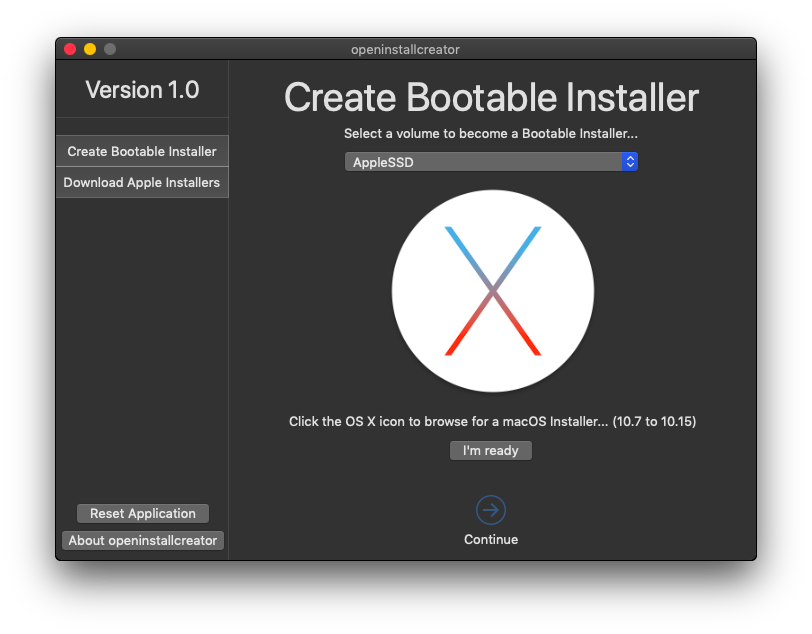 openinstallcreator
Version 1.0
Create Bootable Installer
Download Apple Installers
Reset Application
About openinstallcreator
Create Bootable Installer
Select a volume to become a Bootable Installer...
AppleSSD
Click the OS X icon to browse for a macOS Installer... (10.7 to 10.15)
I'm ready
Continue